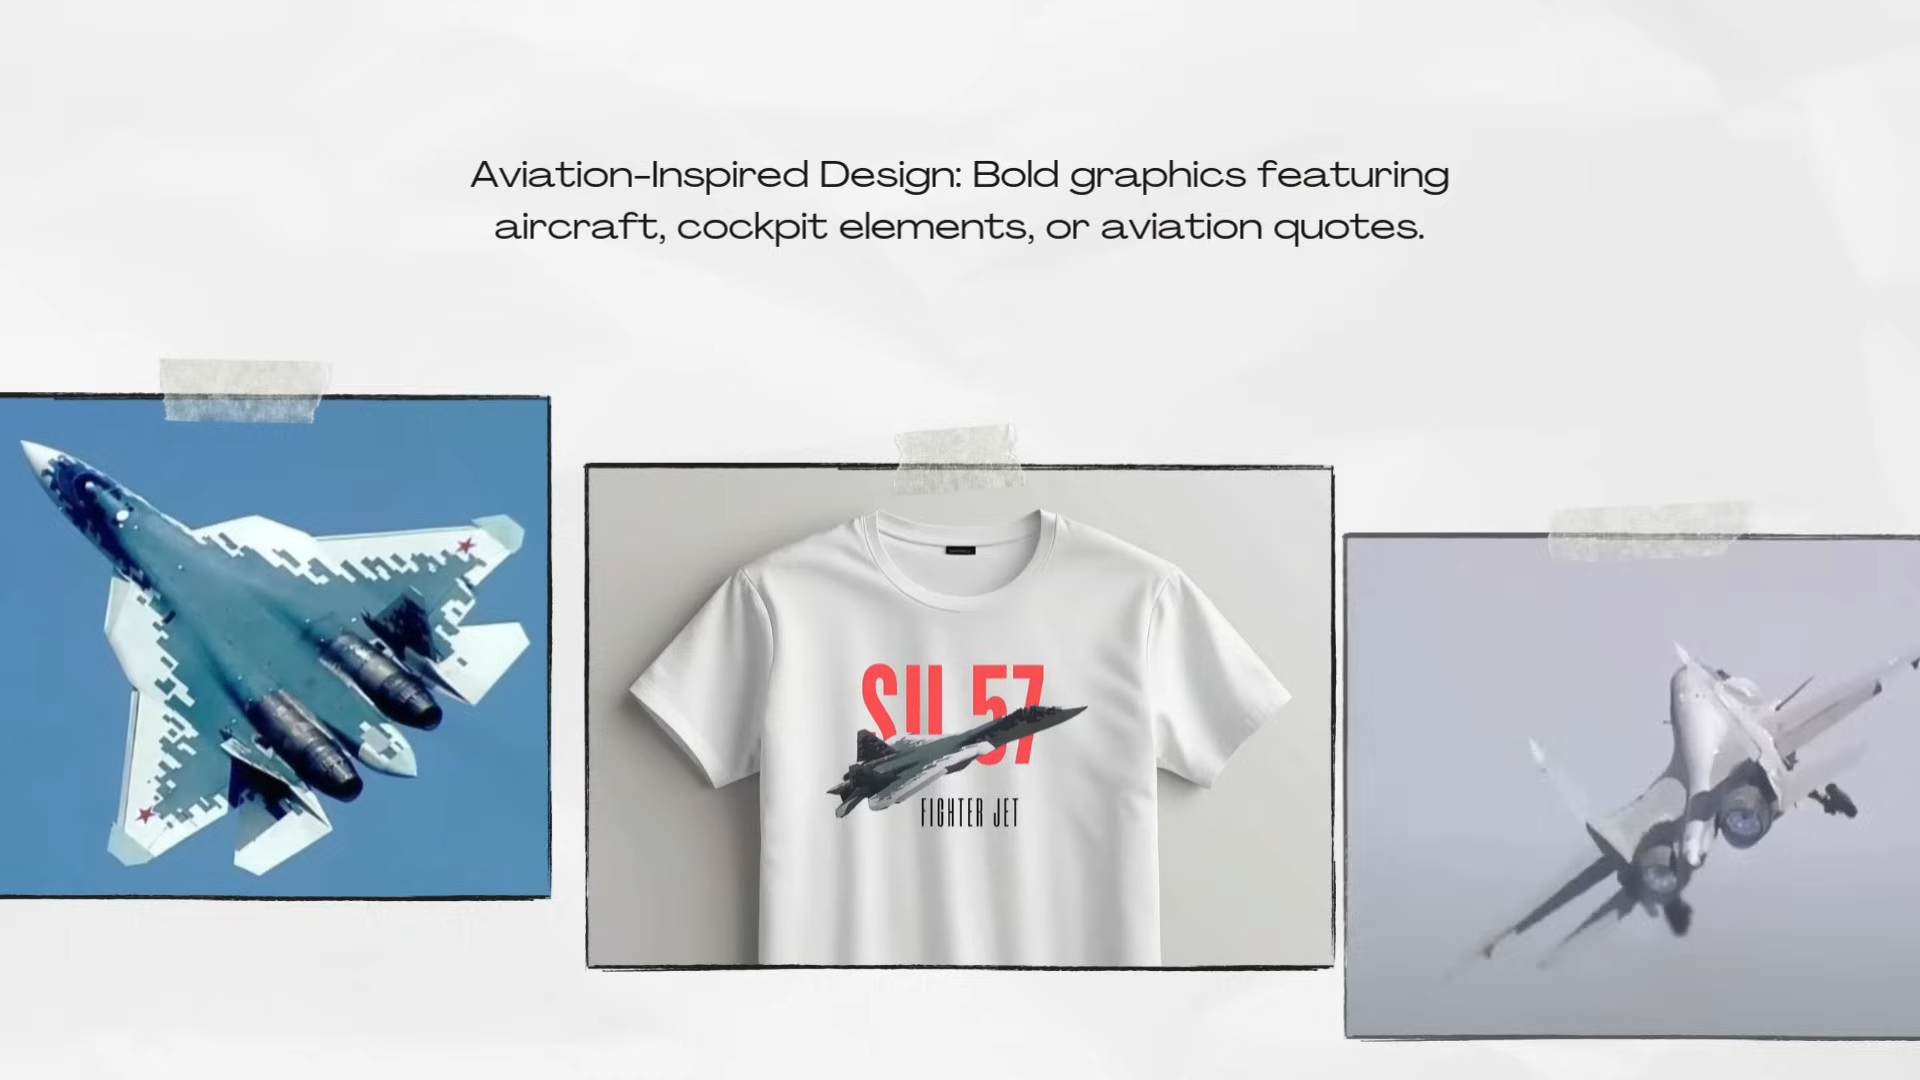 Aviation-Inspired Design: Bold graphics featuring
aircraft, cockpit elements, or aviation quotes.
SU 57
FIGHTER JET